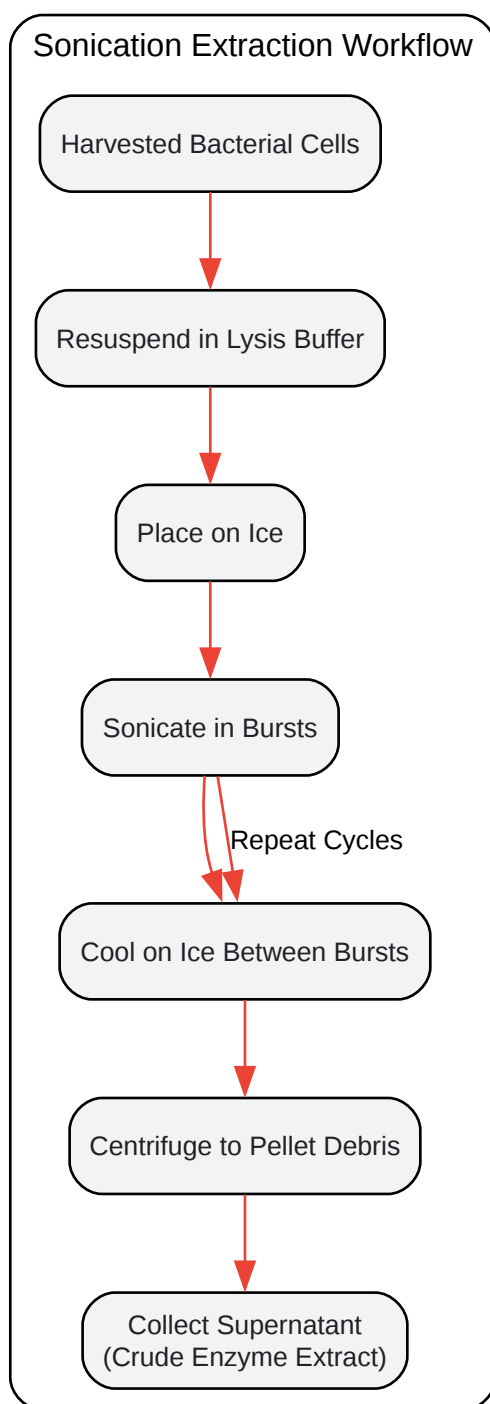 Sonication Extraction Workflow
Harvested Bacterial Cells
Resuspend in Lysis Buffer
Place on Ice
Sonicate in Bursts
Repeat Cycles
Cool on Ice Between Bursts
Centrifuge to Pellet Debris
Collect Supernatant
(Crude Enzyme Extract)